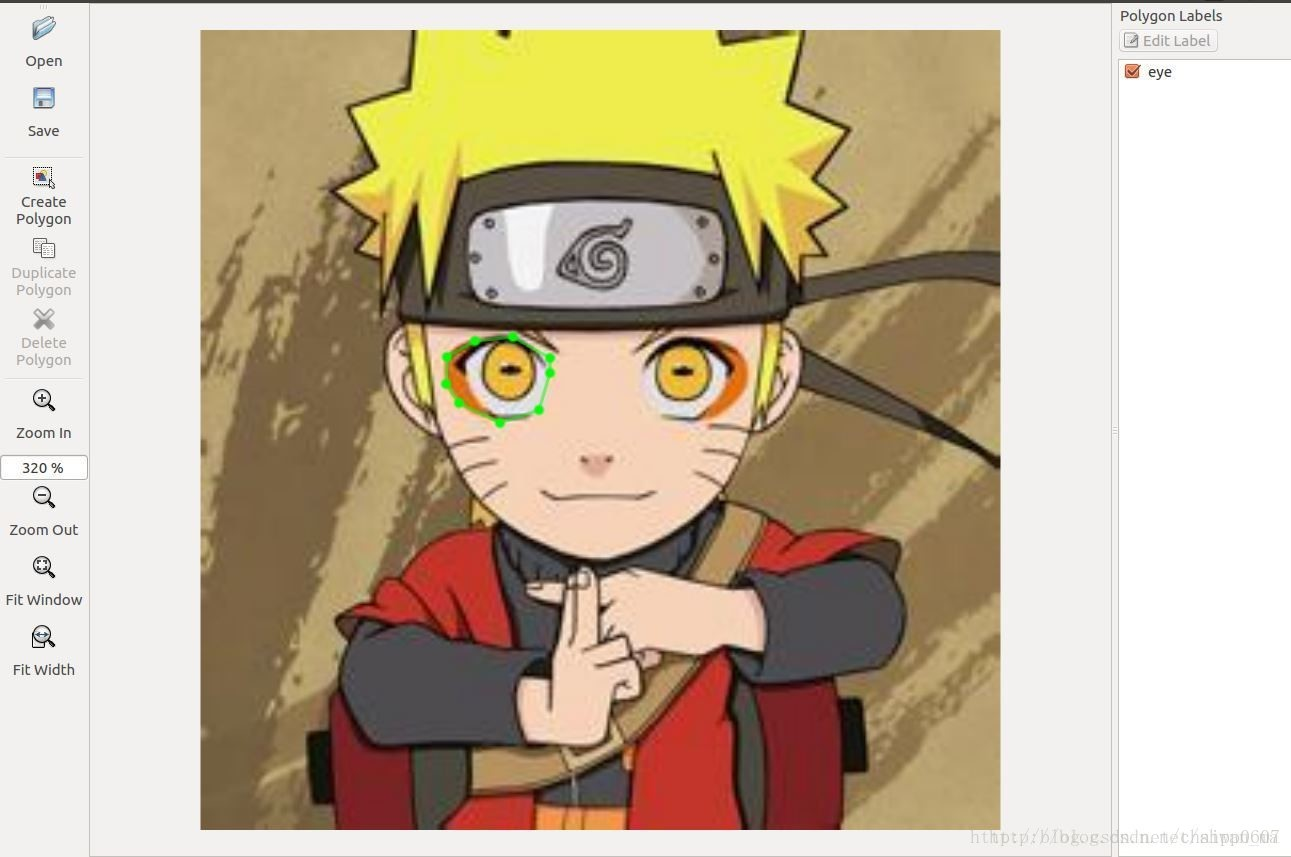 Open
Save
Create
Polygon
Duplicate
Polygon
Delete
Polygon
Zoom In
320 %
Zoom Out
Fit Window
Fit Width
Polygon Labels
Edit Label
eye